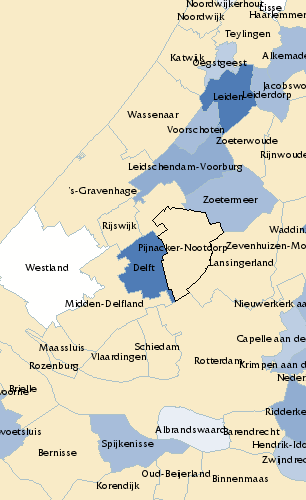 Noordwijkerhout
Lisse
Noordwijk
Haarlemmer
Teylingen
Katwijk
Oegstgeest
Alkemade
Jacobswo
Leiden
Leiderdorp
Wassenaar
Voorschoten
Zoeterwoude
Rijnwoude
Leidschendam-Voorburg
's-Gravenhage
Zoetermeer
Rijswijk
Waddin
Pijnacker-Nootdorp
Zevenhuizen-Mo
Westland
Delft
Lansingerland
Midden-Delfland
Nieuwerkerk aa
Capelle aan de
Maassluis
Schiedam
Vlaardingen
Rotterdam
Krimpen aan d
Rozenburg
Neder
Brielle
oorne
Ridderke
Albrandswaard
Barendrecht
voetsluis
Spijkenisse
Hendrik-Ido
Bernisse
Zwijndrec
Oud-Beijerland
Binnenmaas
Korendijk